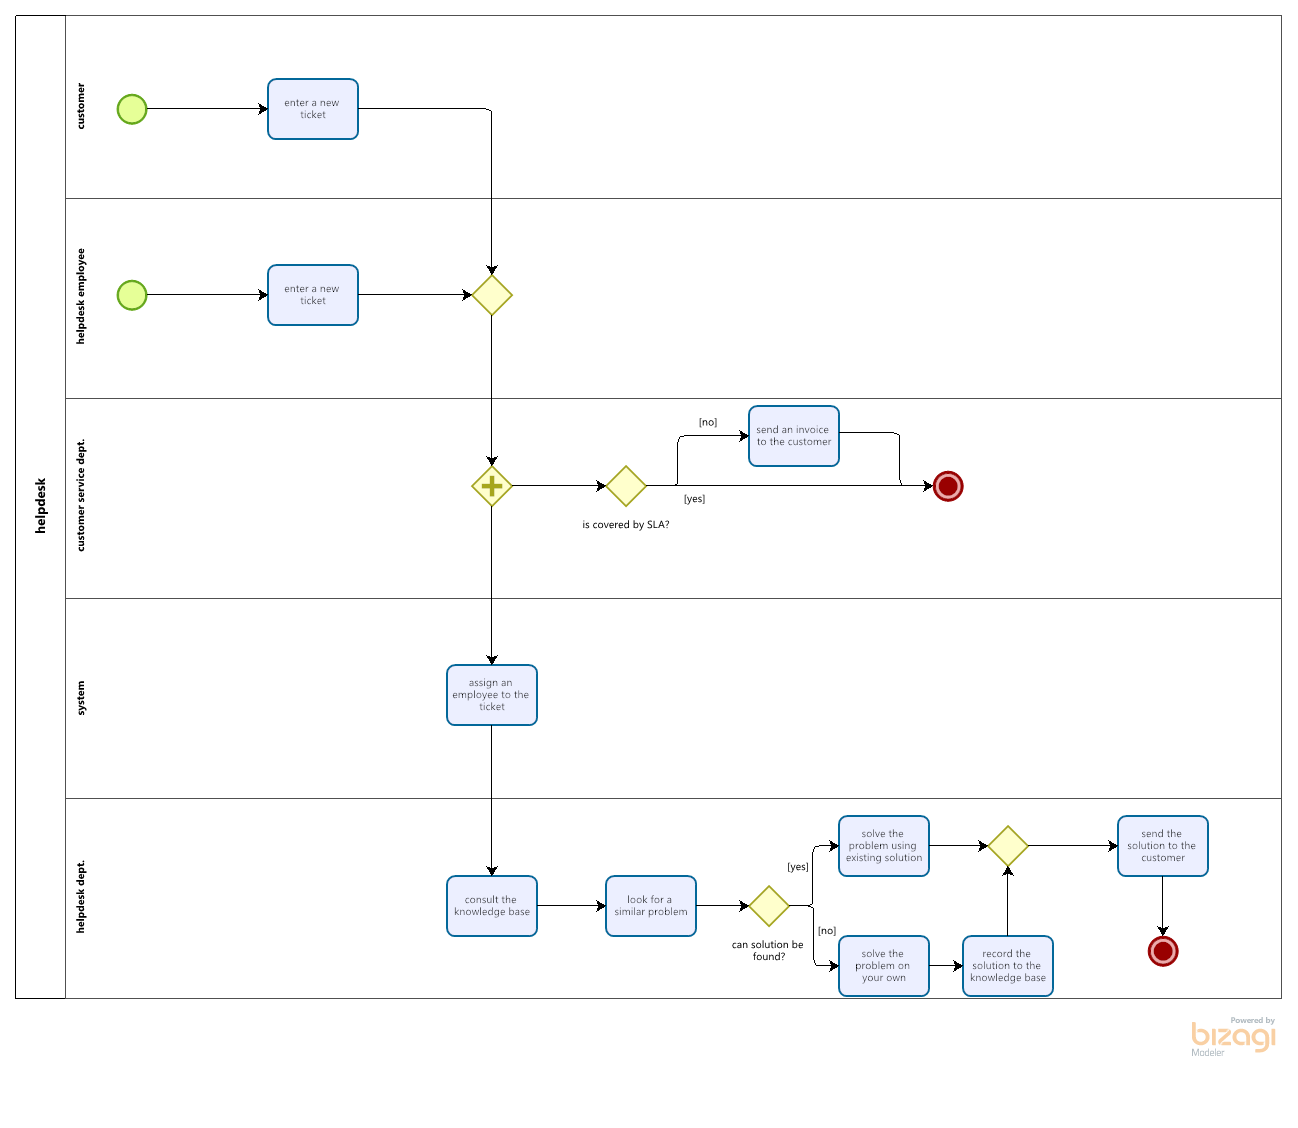 helpdesk
customer
enter a new
ticket
helpdesk employee
enter a new
ticket
customer service dept.
[no]
send an invoice
to the customer
[yes]
is covered by SLA?
system
assign an
employee to the
ticket
helpdesk dept.
consult the
knowledge base
look for a
similar problem
can solution be
found?
[yes]
solve the
problem using
existing solution
[no]
solve the
problem on
your own
record the
solution to the
knowledge base
send the
solution to the
customer
Powered by
bizagi
Modeler